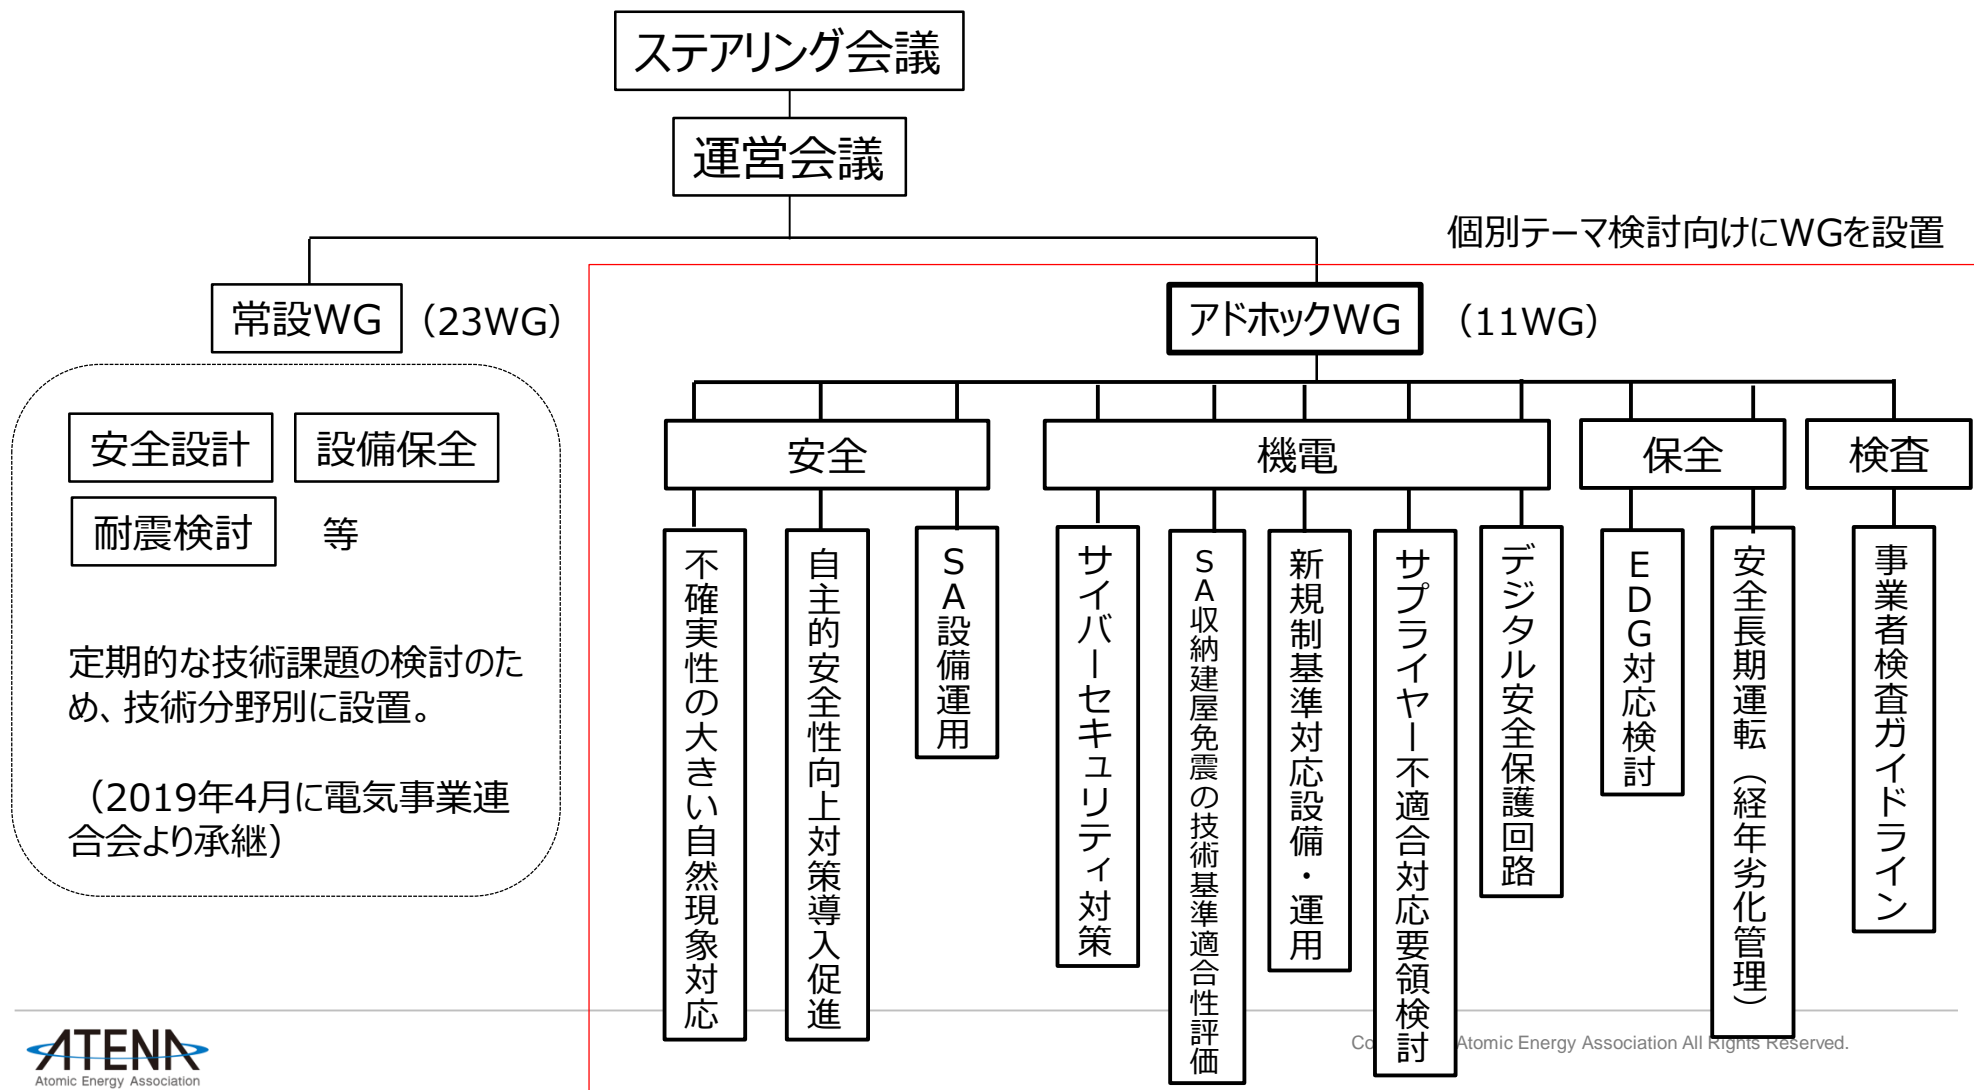 ステアリング会議
運営会議
個別テーマ検討向けにWGを設置
常設WG
（23WG）
アドホックWG
（11WG）
安全設計
設備保全
耐震検討
等
定期的な技術課題の検討のた
め、技術分野別に設置。
（2019年4月に電気事業連
合会より承継）
安全
機電
保全
検査
不確実性の大きい自然現象対応
自主的安全性向上対策導入促進
SA設備運用
サイバーセキュリティ対策
SA収納建屋免震の技術基準適合性評価
新規制基準対応設備・運用
サプライヤー不適合対応要領検討
デジタル安全保護回路
EDG対応検討
安全長期運転（経年劣化管理）
事業者検査ガイドライン
ATENA
Atomic Energy Association
Atomic Energy Association All Rights Reserved.